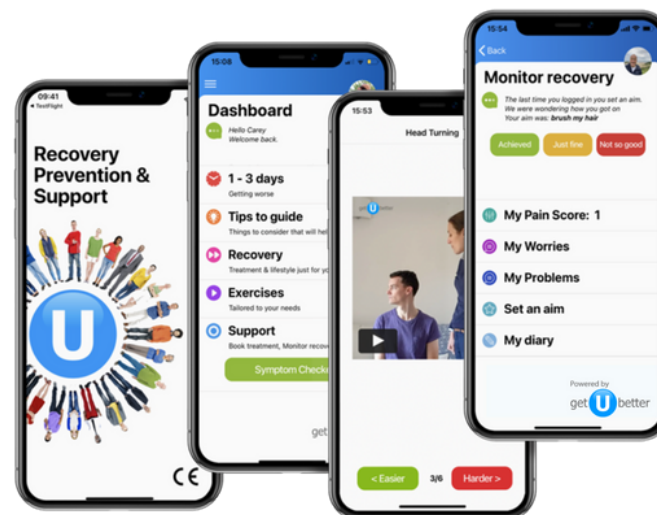 09:41
TestFlight
Recovery
Prevention &
Support
U
CE
15:08
Dashboard
Hello Carey
Welcome back.
1 - 3 days
Getting worse
Tips to guide
Things to consider that will
Recovery
Treatment & lifestyle just for
Exercises
Tailored to your needs
Support
Book treatment, Monitor
Symptom
get
15:53
Head Turning
get U Better
< Easier
3/6
Harder >
15:54
Back
Monitor recovery
The last time you logged in you set an aim.
We were wondering how you got on
Your aim was: brush my hair
Achieved
Just fine
Not so good
My Pain Score: 1
My Worries
My Problems
Set an aim
My diary
Powered by
get U better